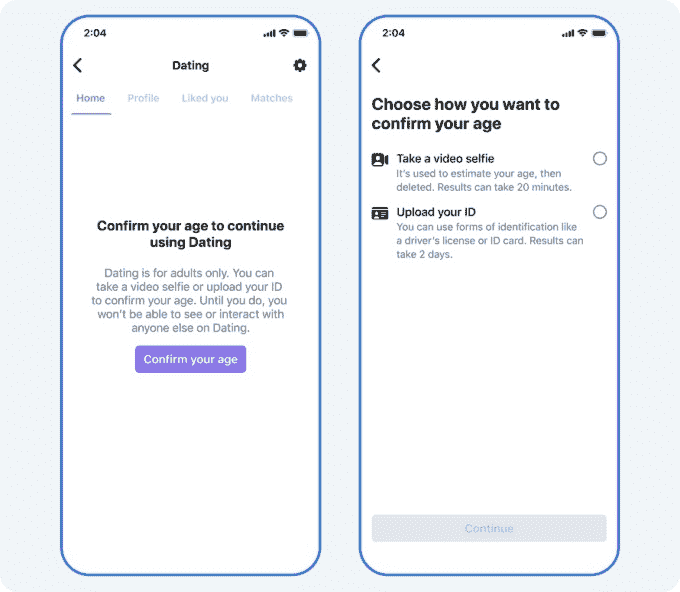 2:04
Dating
Home Profile Liked you Matches
Confirm your age to continue
using Dating
Dating is for adults only. You can
take a video selfie or upload your ID
to confirm your age. Until you do, you
won't be able to see or interact with
anyone else on Dating.
Confirm your age
2:04
Choose how you want to
confirm your age
Take a video selfie
It's used to estimate your age, then
deleted. Results can take 20 minutes.
Upload your ID
You can use forms of identification like
a driver's license or ID card. Results can
take 2 days.
Continue